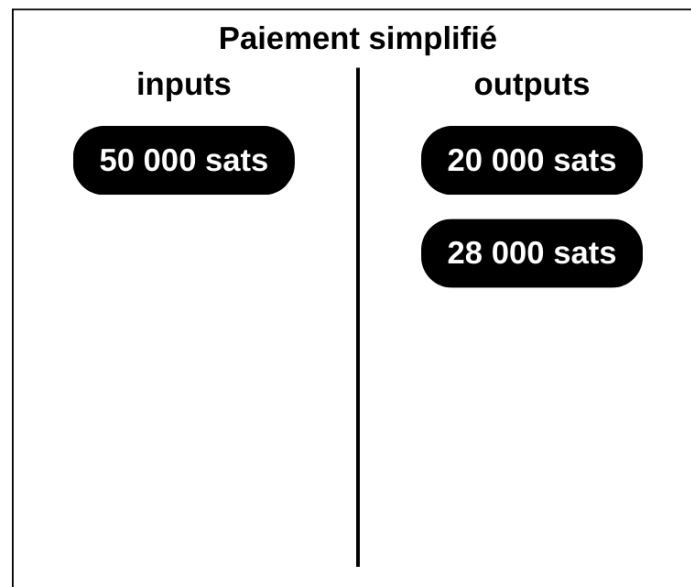 Paiement simplifié
inputs
outputs
50 000 sats
20 000 sats
28 000 sats